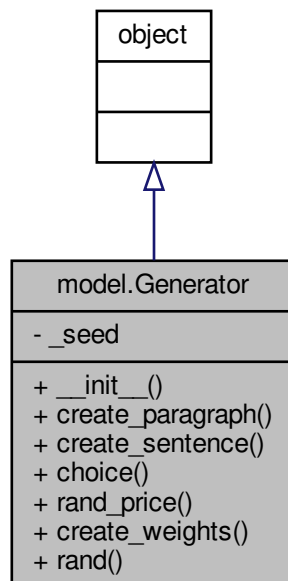 object
model.Generator
- _seed
+ __init__()
+ create_paragraph()
+ create_sentence()
+ choice()
+ rand_price()
+ create_weights()
+ rand()